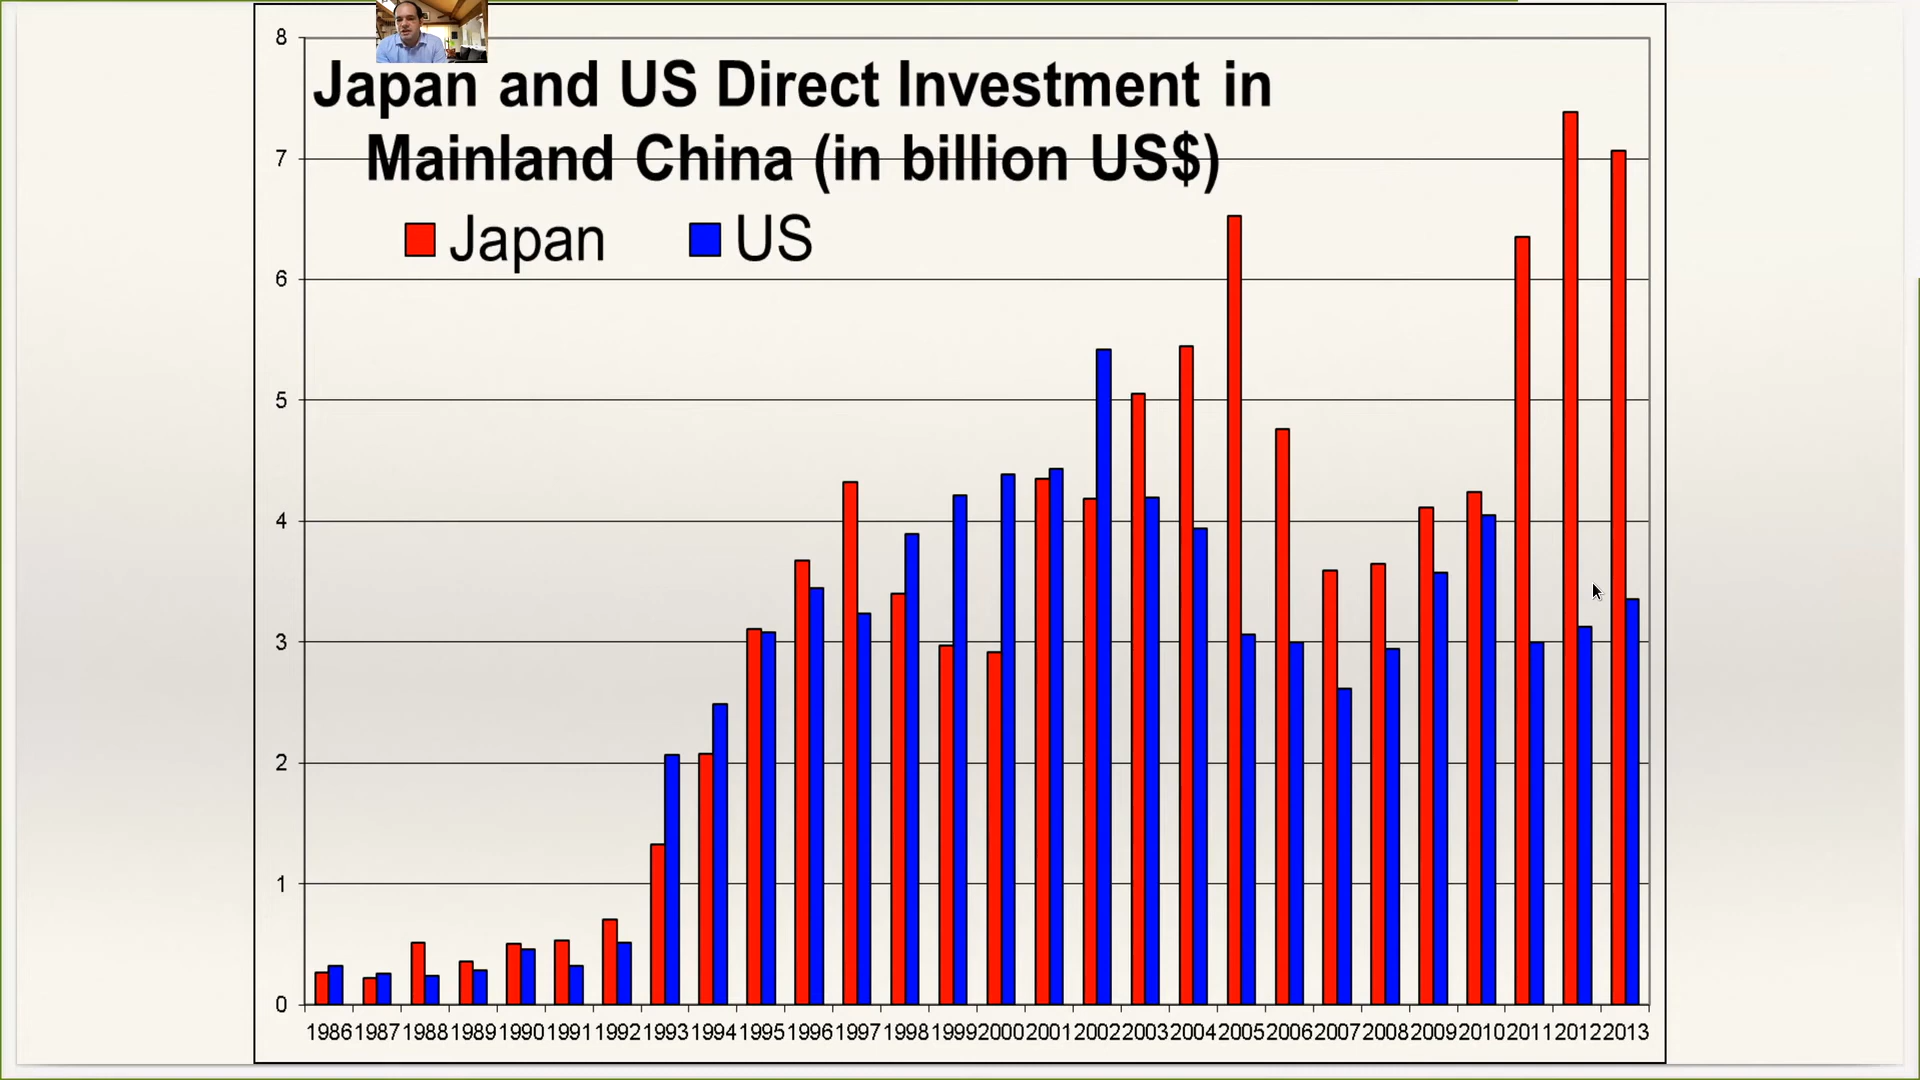 Japan and US Direct Investment in
Mainland China (in billion US$)
Japan US
8
7
6
5
4
3
2
1
0
1986 1987 1988 1989 1990 1991 1992 1993 1994 1995 1996 1997 1998 1999 2000 2001 2002 2003 2004 2005 2006 2007 2008 2009 2010 2011 2012 2013